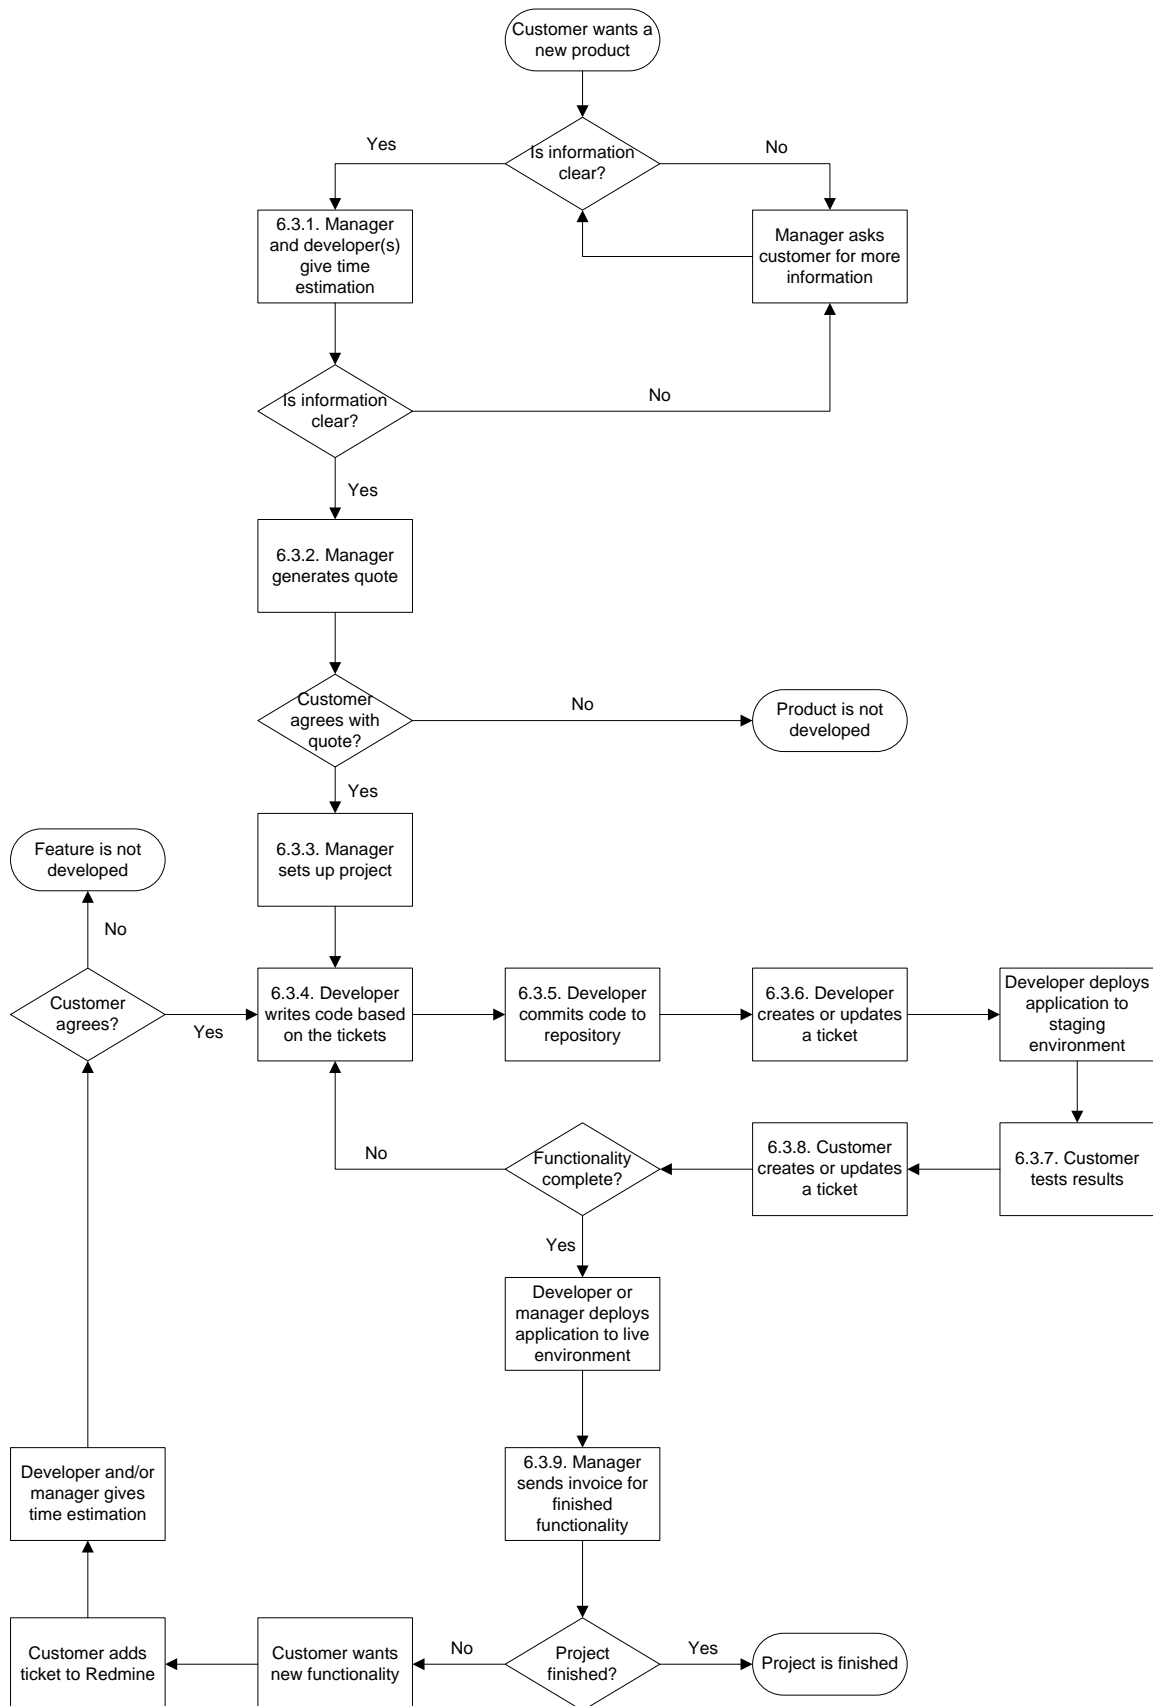 Customer wants a
new product
Yes
Is information
clear?
No
6.3.1. Manager
and developer(s)
give time
estimation
Manager asks
customer for more
information
Is information
clear?
No
Yes
6.3.2. Manager
generates quote
Customer
agrees with
quote?
No
Product is not
developed
Yes
Feature is not
developed
6.3.3. Manager
sets up project
No
Customer
agrees?
Yes
6.3.4. Developer
writes code based
on the tickets
6.3.5. Developer
commits code to
repository
6.3.6. Developer
creates or updates
a ticket
Developer deploys
application to
staging
environment
No
Functionality
complete?
6.3.8. Customer
creates or updates
a ticket
6.3.7. Customer
tests results
Yes
Developer or
manager deploys
application to live
environment
Developer and/or
manager gives
time estimation
6.3.9. Manager
sends invoice for
finished
functionality
Customer adds
ticket to Redmine
Customer wants
new functionality
No
Project
finished?
Yes
Project is finished